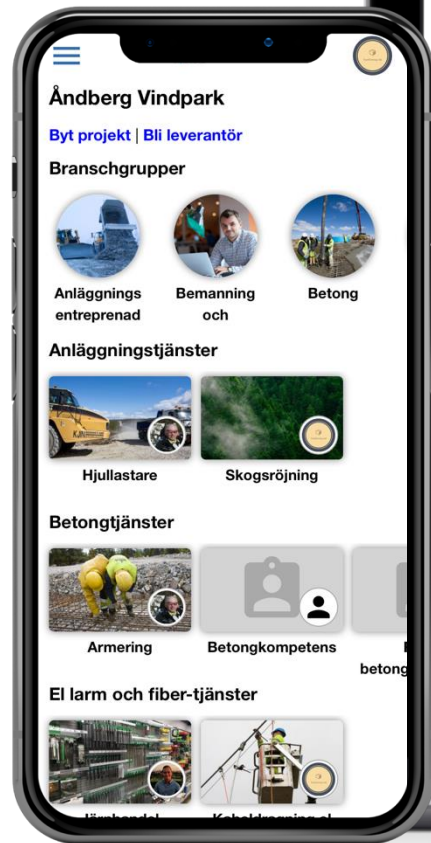 Åndberg Vindpark
Byt projekt | Bli leverantör
Branschgrupper
Anläggnings Bemanning Betong
entreprenad och
Anläggningstjänster
Hjullastare Skogsröjning
Betongtjänster
Armering Betongkompetens
betong
El larm och fiber-tjänster